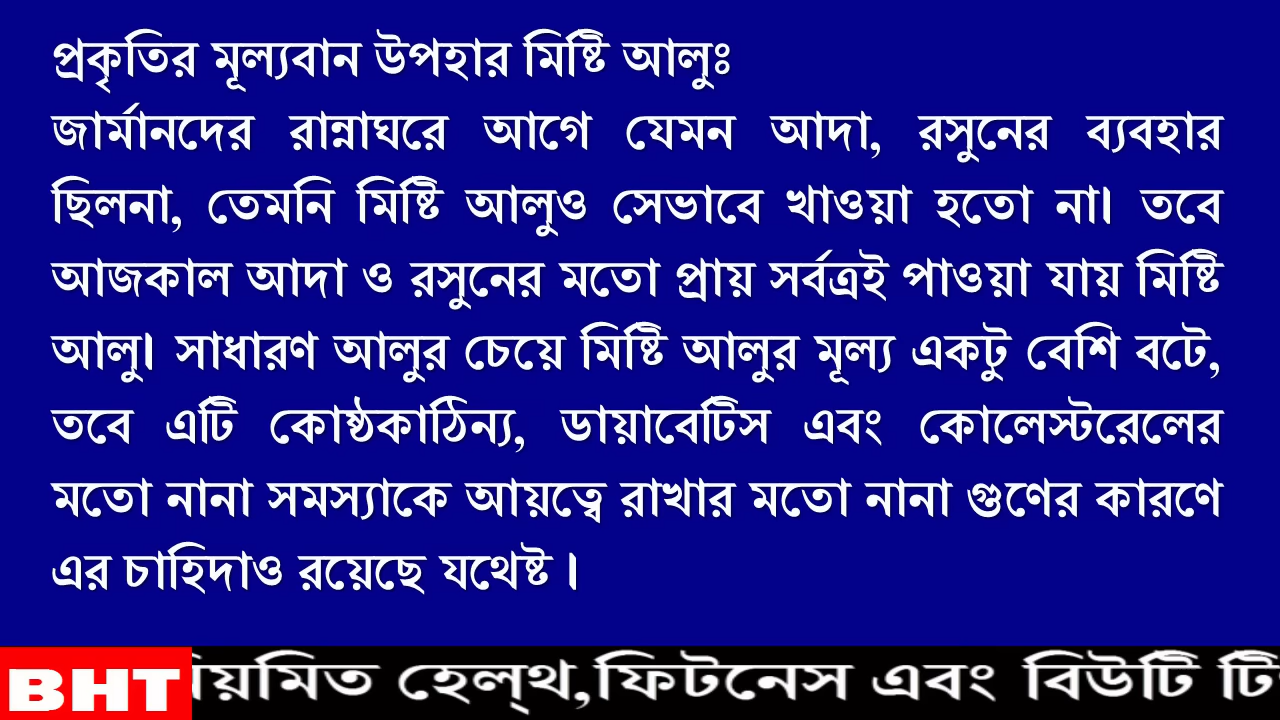 প্রকৃতির মূল্যবান উপহার মিষ্টি আলুঃ
জার্মানদের রান্নাঘরে আগে যেমন আদা, রসুনের ব্যবহার
ছিলনা, তেমনি মিষ্টি আলুও সেভাবে খাওয়া হতো না। তবে
আজকাল আদা ও রসুনের মতো প্রায় সর্বত্রই পাওয়া যায় মিষ্টি
আলু। সাধারণ আলুর চেয়ে মিষ্টি আলুর মূল্য একটু বেশি বটে,
তবে এটি কোষ্ঠকাঠিন্য, ডায়াবেটিস এবং কোলেস্টরেলের
মতো নানা সমস্যাকে আয়ত্বে রাখার মতো নানা গুণের কারণে
এর চাহিদাও রয়েছে যথেষ্ট।
BHT হেল্থ,ফিটনেস এবং বিউটি